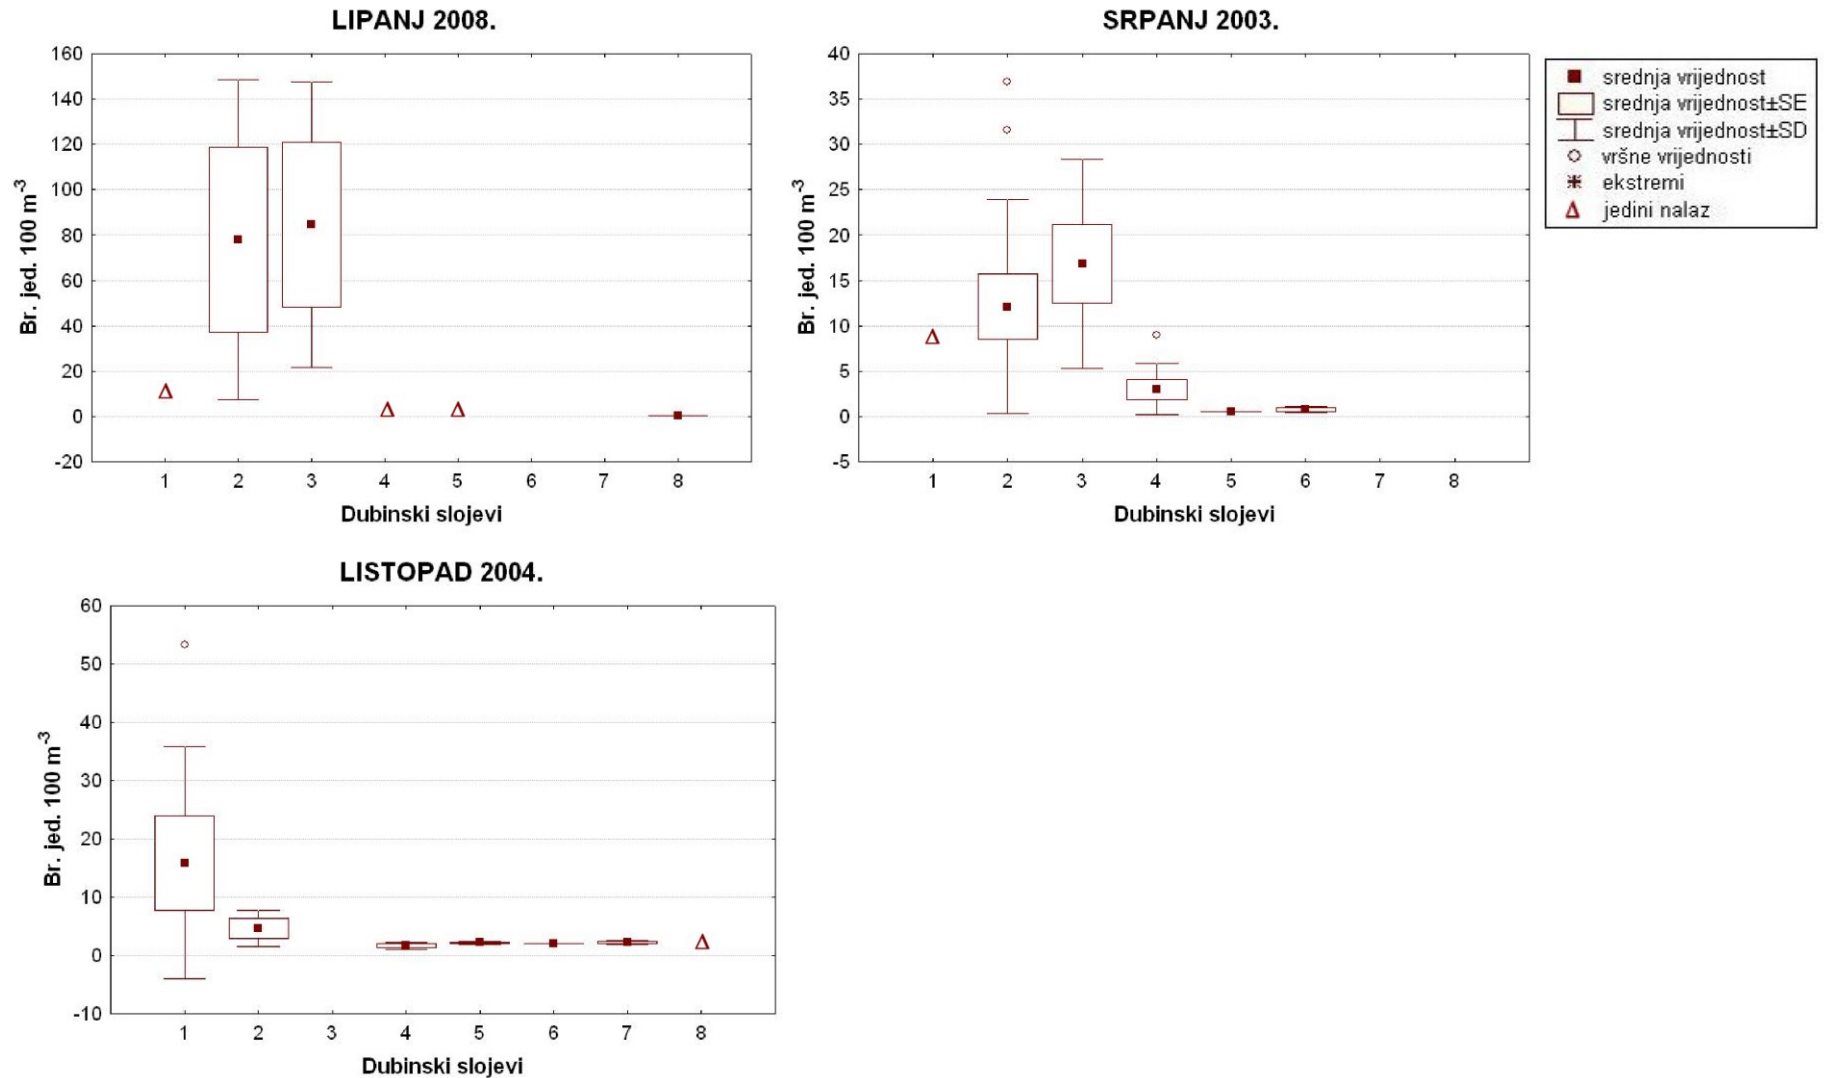 LIPANJ 2008.
160
140
120
100
80
60
40
20
0
-20
Br. jed. 100 m-3
1 2 3 4 5 6 7 8
Dubinski slojevi
SRPANJ 2003.
40
35
30
25
20
15
10
5
0
-5
Br. jed. 100 m-3
1 2 3 4 5 6 7 8
Dubinski slojevi
srednja vrijednost
srednja vrijednost±SE
srednja vrijednost±SD
vršne vrijednosti
ekstremi
jedini nalaz
LISTOPAD 2004.
60
50
40
30
20
10
0
-10
Br. jed. 100 m-3
1 2 3 4 5 6 7 8
Dubinski slojevi